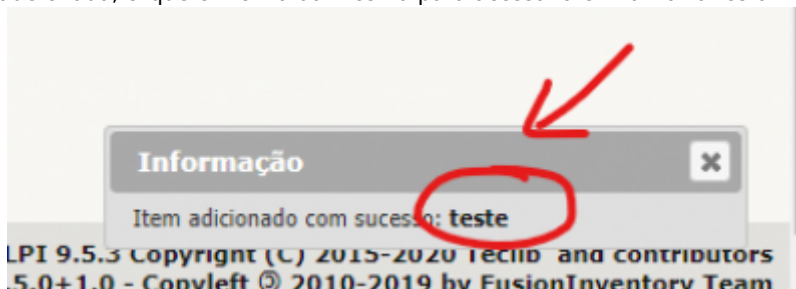 Informação
Item adicionado com sucesso: teste
LPI 9.5.3 Copyright (C) 2015-2020 Teclib' and contributors
.5.0+1.0 - Copyleft 🄯 2010-2019 by FusionInventory Team